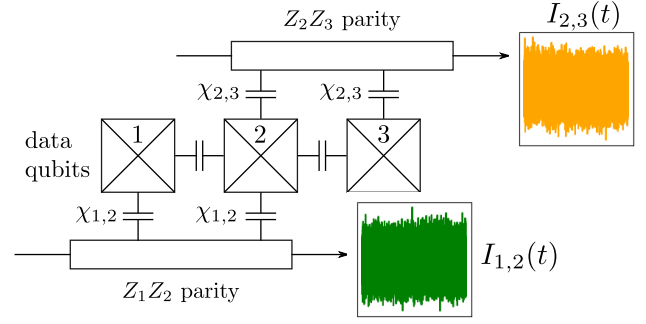 Z₂Z₃ parity
I₂,₃(t)
χ₂,₃
χ₂,₃
data
qubits
1
2
3
χ₁,₂
χ₁,₂
I₁,₂(t)
Z₁Z₂ parity